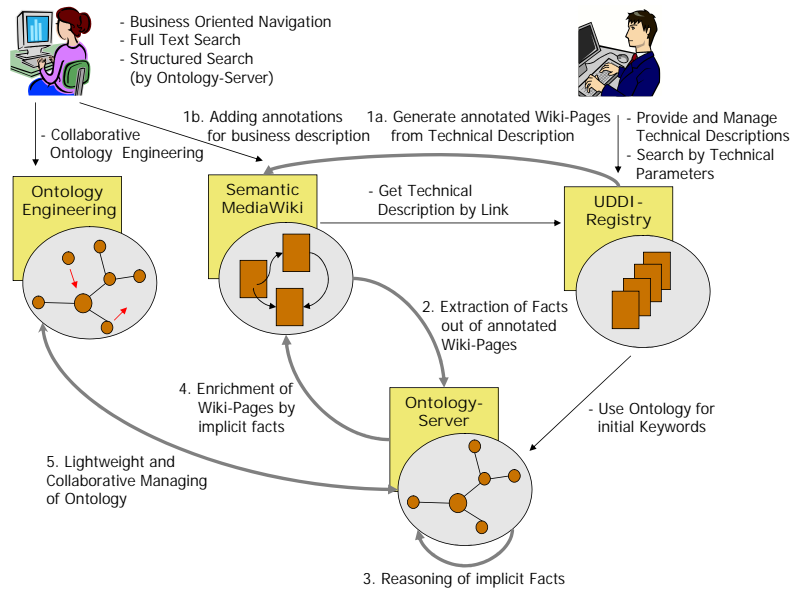 - Business Oriented Navigation
- Full Text Search
- Structured Search
(by Ontology-Server)
1b. Adding annotations
for business description
1a. Generate annotated Wiki-Pages
from Technical Description
- Provide and Manage
Technical Descriptions
- Search by Technical
Parameters
- Collaborative
Ontology Engineering
Ontology
Engineering
Semantic
MediaWiki
- Get Technical
Description by Link
UDDI-
Registry
2. Extraction of Facts
out of annotated
Wiki-Pages
4. Enrichment of
Wiki-Pages by
implicit facts
Ontology-
Server
- Use Ontology for
initial Keywords
5. Lightweight and
Collaborative Managing
of Ontology
3. Reasoning of implicit Facts